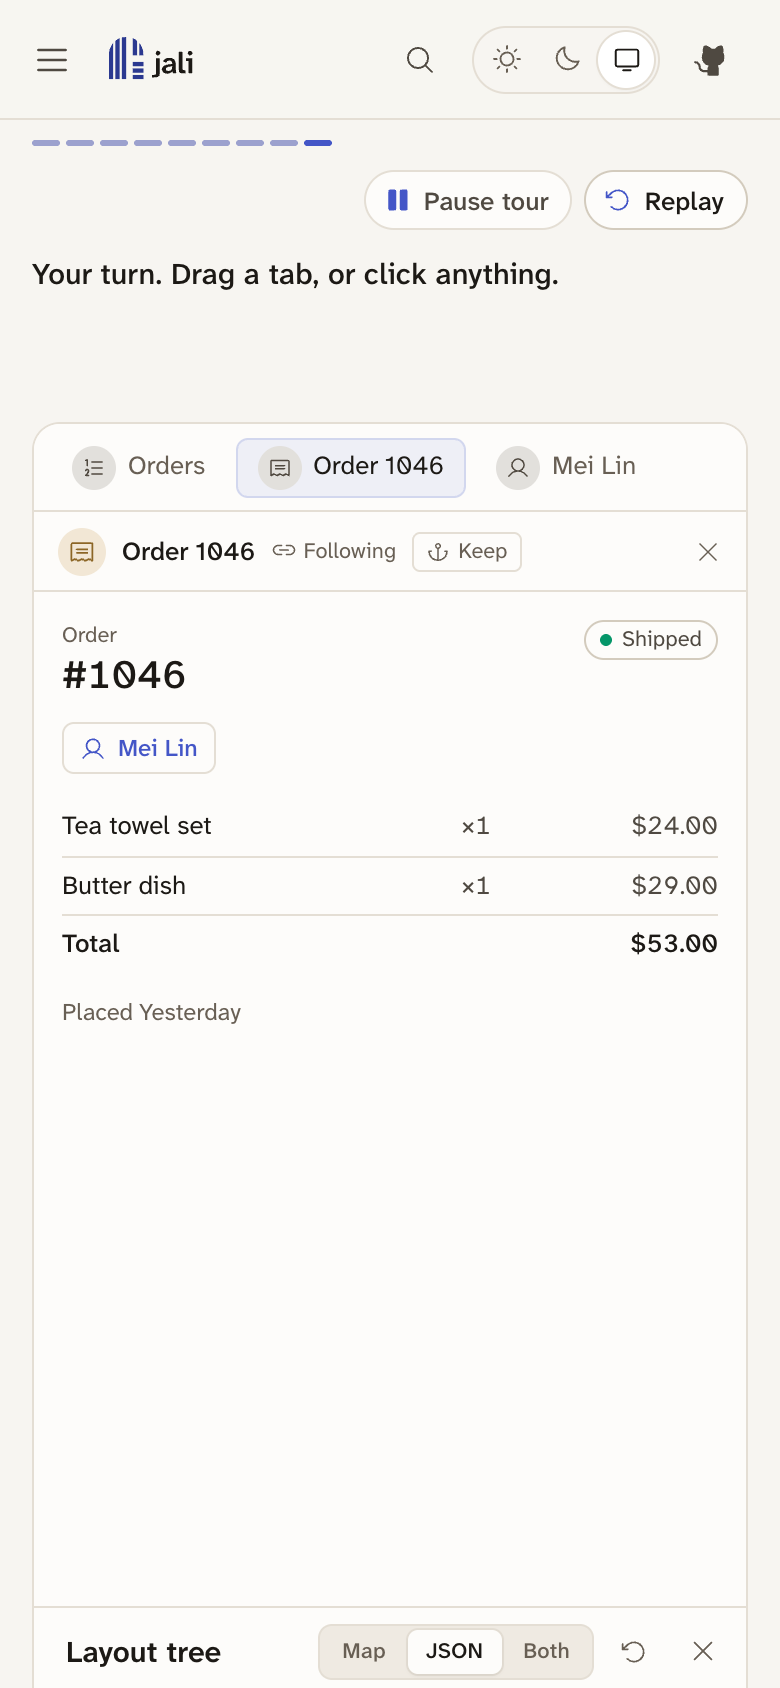 jali
Pause tour
Replay
Your turn. Drag a tab, or click anything.
Orders
Order 1046
Mei Lin
Order 1046
Following
Keep
Order
Shipped
#1046
Mei Lin
Tea towel set ×1 $24.00
Butter dish ×1 $29.00
Total $53.00
Placed Yesterday
Layout tree
Map
JSON
Both